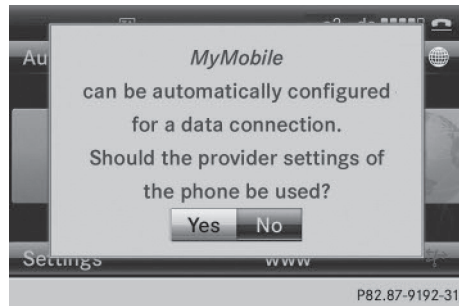 Au
MyMobile
can be automatically configured
for a data connection.
Should the provider settings of
the phone be used?
Yes No
Settings www
P82.87-9192-31